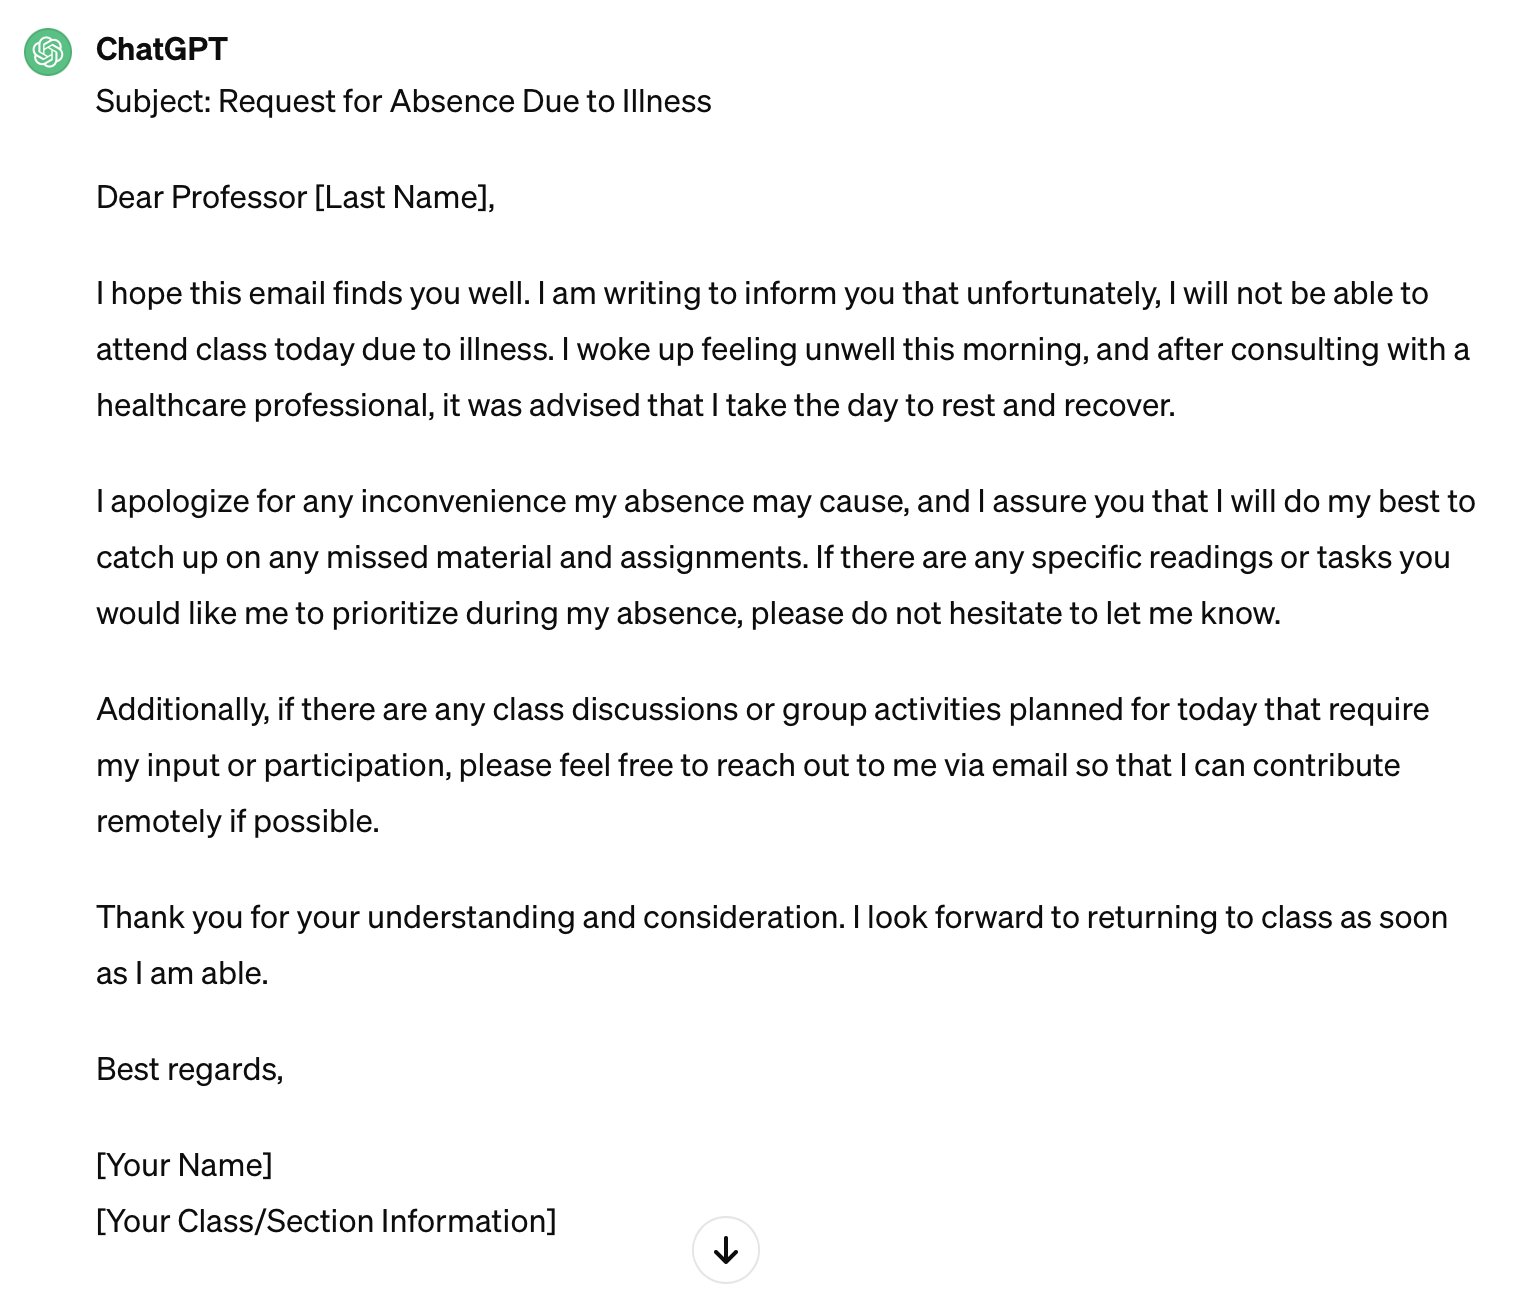 ChatGPT
Subject: Request for Absence Due to Illness
Dear Professor [Last Name],
I hope this email finds you well. I am writing to inform you that unfortunately, I will not be able to
attend class today due to illness. I woke up feeling unwell this morning, and after consulting with a
healthcare professional, it was advised that I take the day to rest and recover.
I apologize for any inconvenience my absence may cause, and I assure you that I will do my best to
catch up on any missed material and assignments. If there are any specific readings or tasks you
would like me to prioritize during my absence, please do not hesitate to let me know.
Additionally, if there are any class discussions or group activities planned for today that require
my input or participation, please feel free to reach out to me via email so that I can contribute
remotely if possible.
Thank you for your understanding and consideration. I look forward to returning to class as soon
as I am able.
Best regards,
[Your Name]
[Your Class/Section Information]